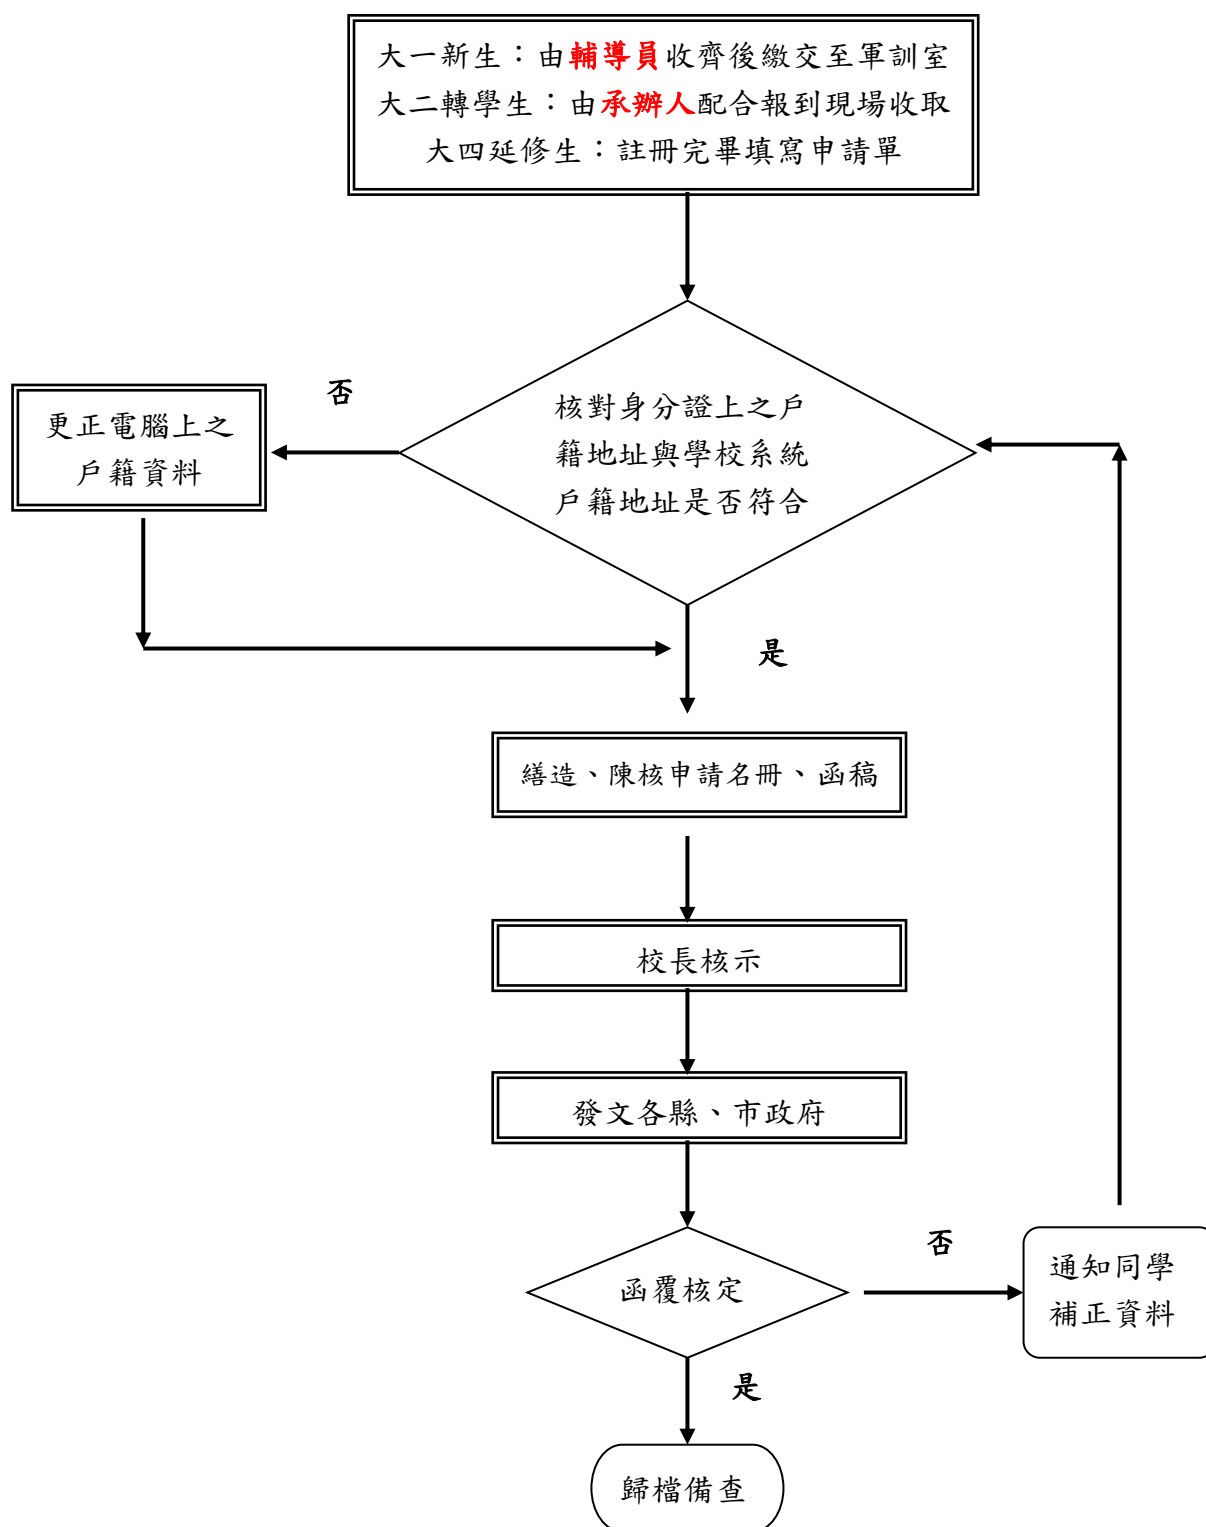 大一新生：由輔導員收齊後繳交至軍訓室
大二轉學生：由承辦人配合報到現場收取
大四延修生：註冊完畢填寫申請單
否
更正電腦上之
戶籍資料
核對身分證上之戶
籍地址與學校系統
戶籍地址是否符合
是
繕造、陳核申請名冊、函稿
校長核示
發文各縣、市政府
函覆核定
否
通知同學
補正資料
是
歸檔備查